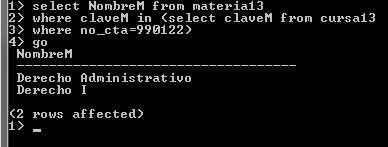 1> select NombreM from materia13
2> where claveM in (select claveM from cursa13
3> where no_cta=990122)
4> go
NombreM
-----------------------------------
Derecho Administrativo
Derecho I
(2 rows affected)
1> _